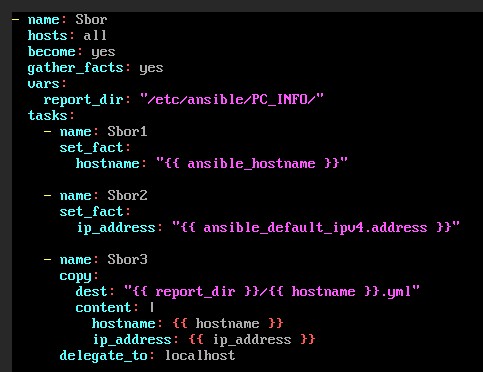 - name: Sbor
  hosts: all
  become: yes
  gather_facts: yes
  vars:
    report_dir: "/etc/ansible/PC_INFO/"
  tasks:
    - name: Sbor1
      set_fact:
        hostname: "{{ ansible_hostname }}"

    - name: Sbor2
      set_fact:
        ip_address: "{{ ansible_default_ipv4.address }}"

    - name: Sbor3
      copy:
        dest: "{{ report_dir }}/{{ hostname }}.yml"
        content: |
          hostname: {{ hostname }}
          ip_address: {{ ip_address }}
      delegate_to: localhost